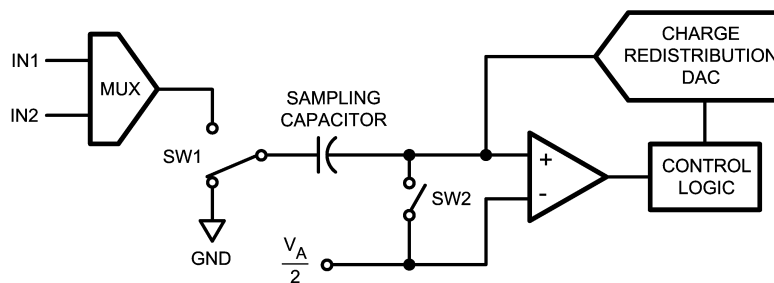 IN1
IN2
MUX
SW1
GND
SAMPLING
CAPACITOR
SW2
V_A
2
+
-
CHARGE
REDISTRIBUTION
DAC
CONTROL
LOGIC